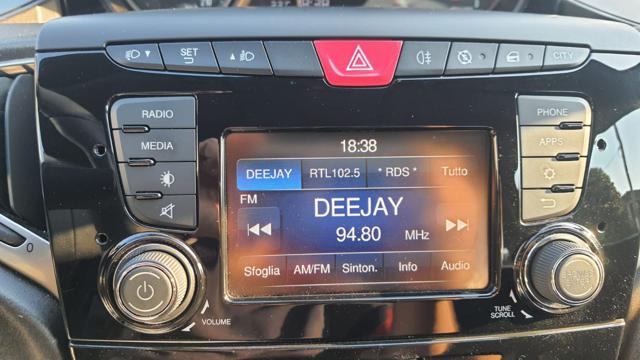 SET
CITY
RADIO
MEDIA
PHONE
APPS
18:38
DEEJAY RTL102.5 * RDS * Tutto
FM
DEEJAY
94.80 MHz
Sfoglia AM/FM Sinton. Info Audio
VOLUME
TUNE
SCROLL
0